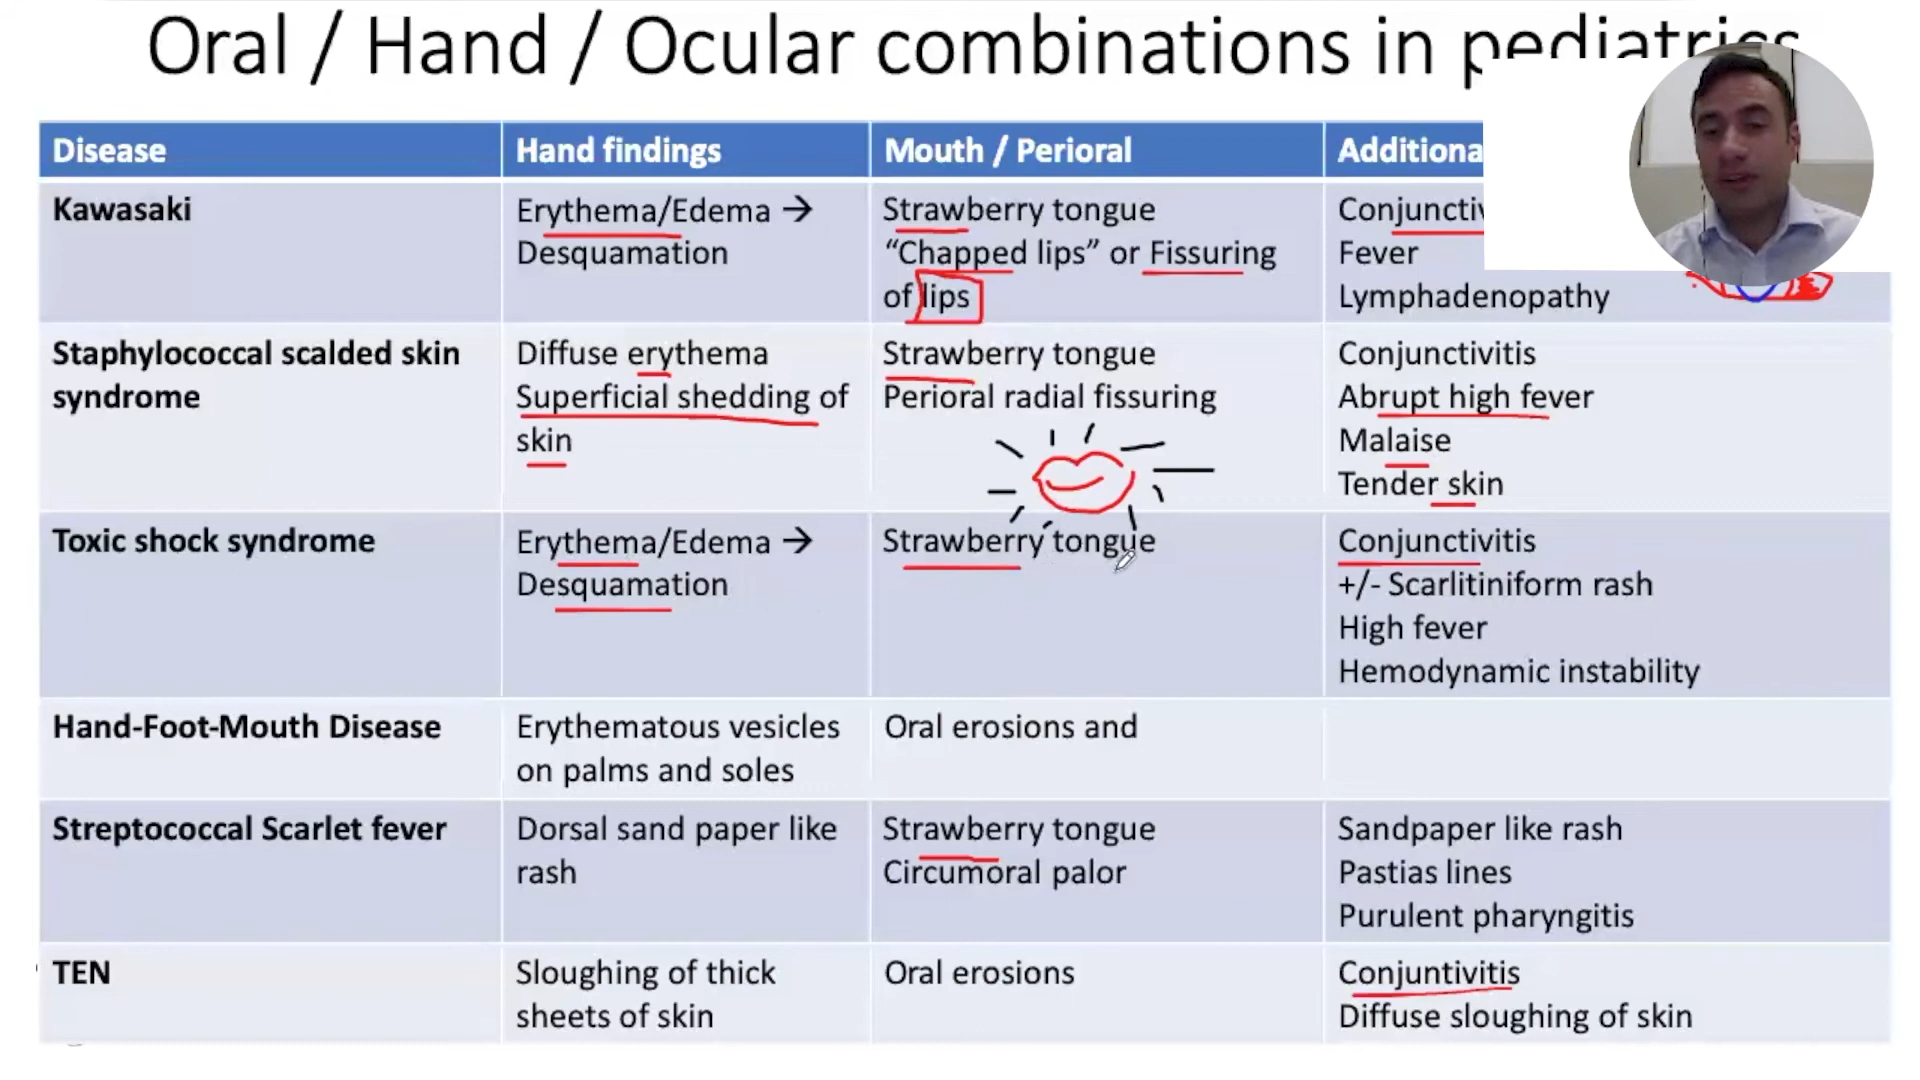 Oral / Hand / Ocular combinations in pediatrics
Disease
Hand findings
Mouth / Perioral
Additiona
Kawasaki
Erythema/Edema →
Desquamation
Strawberry tongue
“Chapped lips” or Fissuring
of lips
Conjunctiv
Fever
Lymphadenopathy
Staphylococcal scalded skin
syndrome
Diffuse erythema
Superficial shedding of
skin
Strawberry tongue
Perioral radial fissuring
Conjunctivitis
Abrupt high fever
Malaise
Tender skin
Toxic shock syndrome
Erythema/Edema →
Desquamation
Strawberry tongue
Conjunctivitis
+/- Scarlitiniform rash
High fever
Hemodynamic instability
Hand-Foot-Mouth Disease
Erythematous vesicles
on palms and soles
Oral erosions and
Streptococcal Scarlet fever
Dorsal sand paper like
rash
Strawberry tongue
Circumoral palor
Sandpaper like rash
Pastias lines
Purulent pharyngitis
TEN
Sloughing of thick
sheets of skin
Oral erosions
Conjuntivitis
Diffuse sloughing of skin